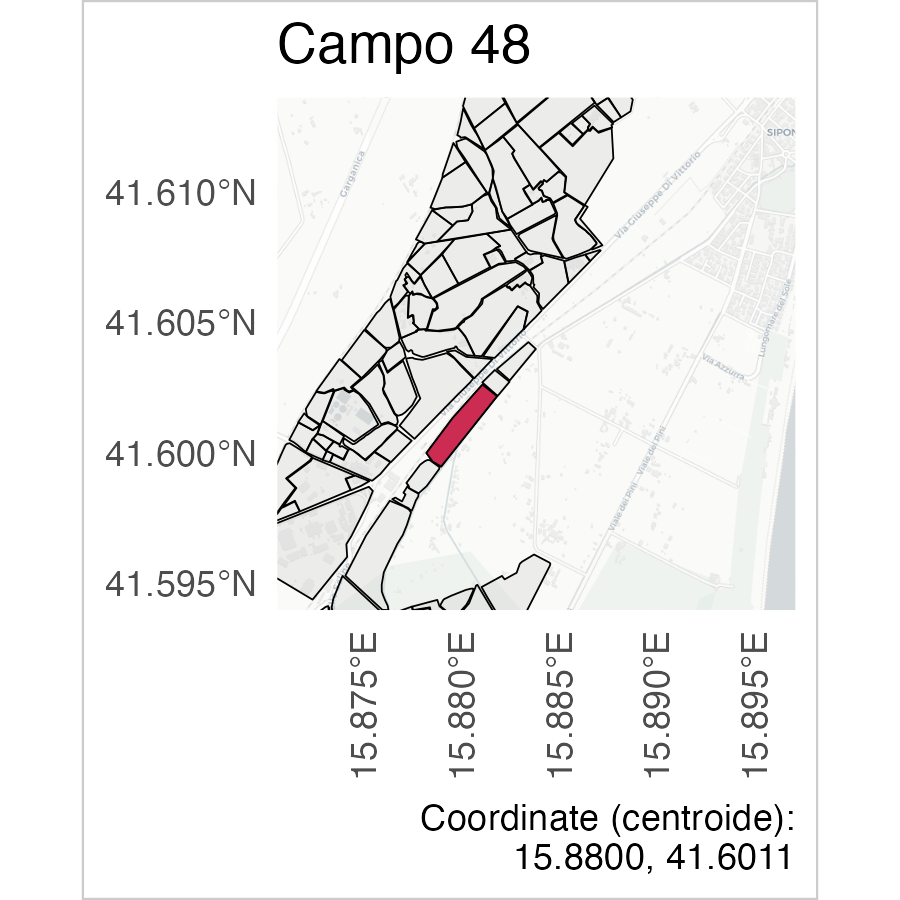 Campo 48
SIPON
Garganica
Via Giuseppe Di Vittorio
41.610°N
41.605°N
41.600°N
41.595°N
Lungomare del Sole
Via Azzurra
Viale dei Pini
Viale dei Pini
15.875°E
15.880°E
15.885°E
15.890°E
15.895°E
Coordinate (centroide):
15.8800, 41.6011